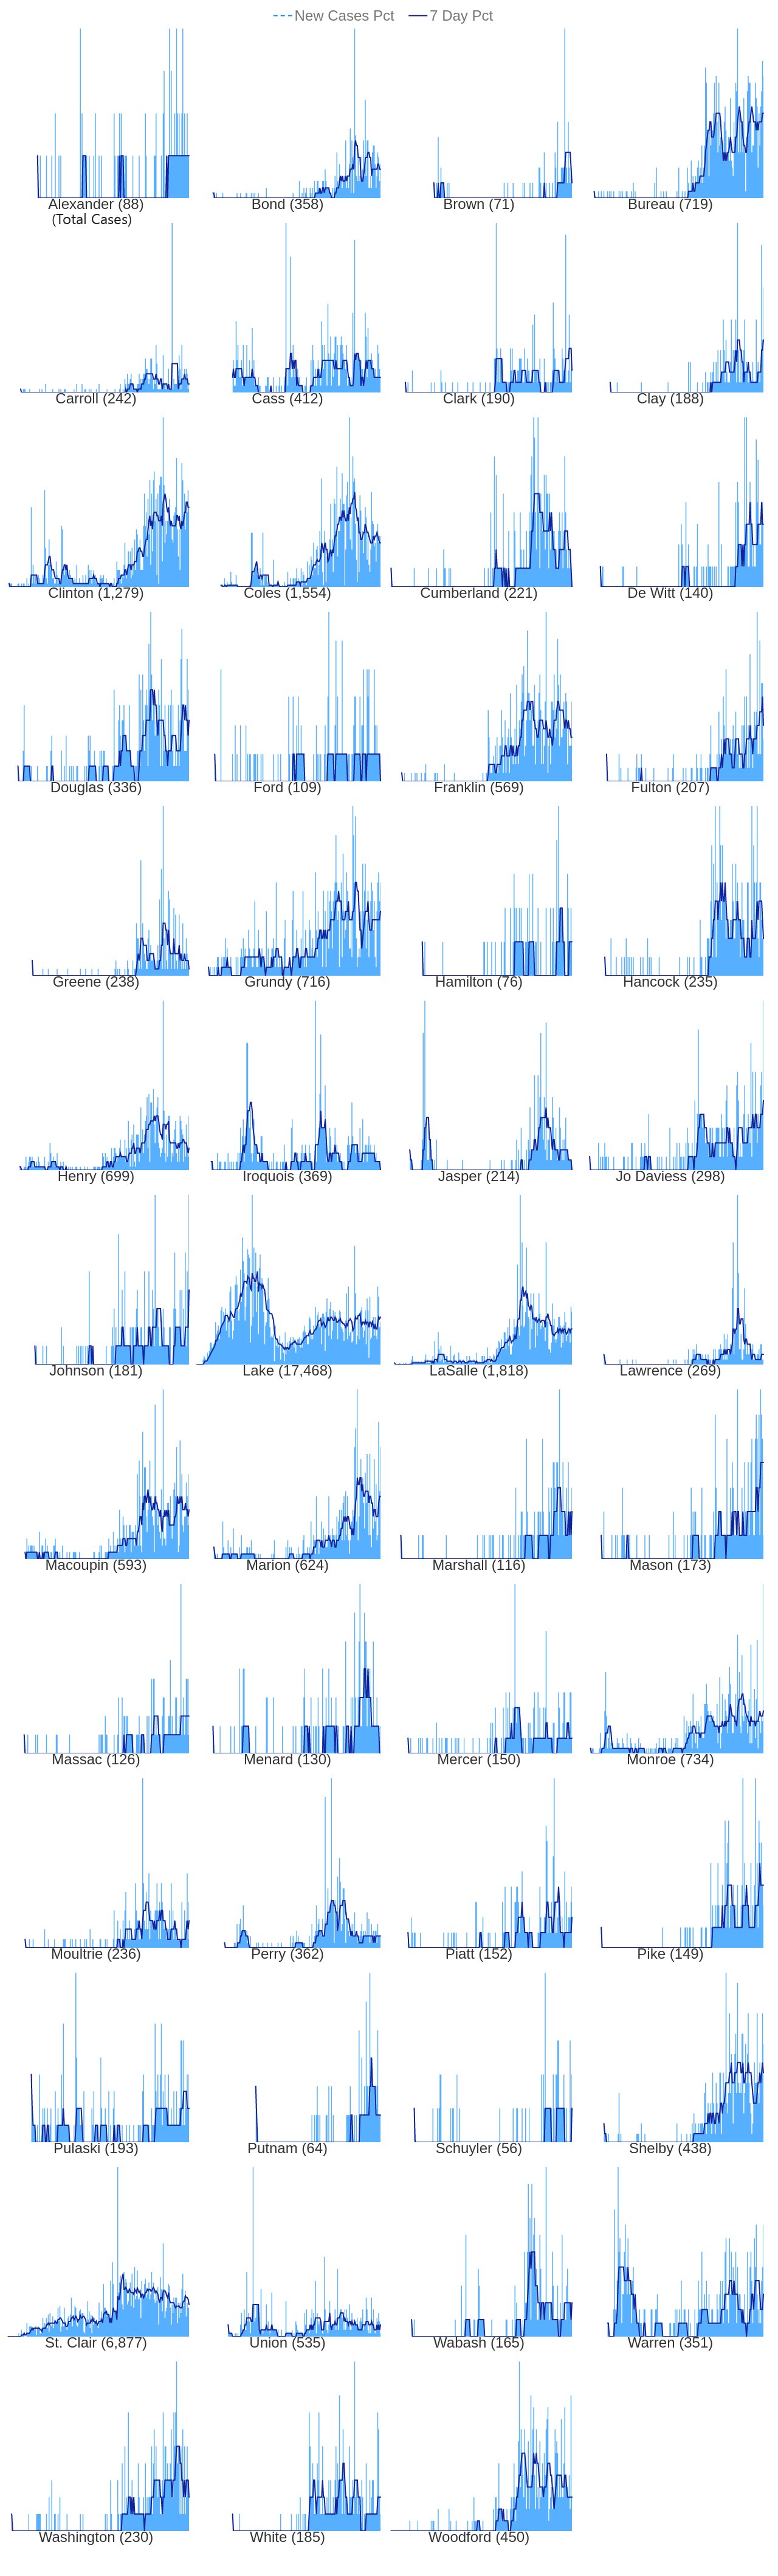 New Cases Pct 7 Day Pct
Alexander (88) Bond (358) Brown (71) Bureau (719)
(Total Cases)
Carroll (242) Cass (412) Clark (190) Clay (188)
Clinton (1,279) Coles (1,554) Cumberland (221) De Witt (140)
Douglas (336) Ford (109) Franklin (569) Fulton (207)
Greene (238) Grundy (716) Hamilton (76) Hancock (235)
Henry (699) Iroquois (369) Jasper (214) Jo Daviess (298)
Johnson (181) Lake (17,468) LaSalle (1,818) Lawrence (269)
Macoupin (593) Marion (624) Marshall (116) Mason (173)
Massac (126) Menard (130) Mercer (150) Monroe (734)
Moultrie (236) Perry (362) Piatt (152) Pike (149)
Pulaski (193) Putnam (64) Schuyler (56) Shelby (438)
St. Clair (6,877) Union (535) Wabash (165) Warren (351)
Washington (230) White (185) Woodford (450)